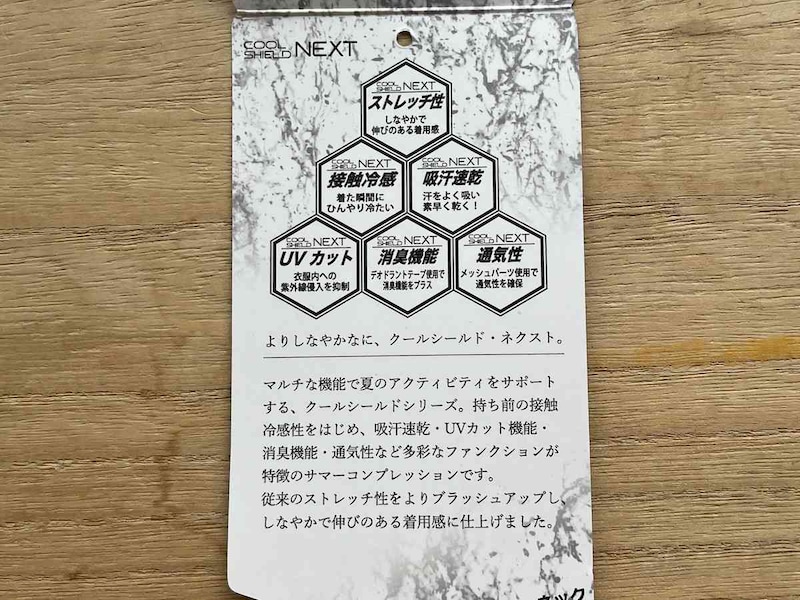 COOL SHIELD NEXT
COOL SHIELD NEXT
ストレッチ性
しなやかで
伸びのある着用感
COOL SHIELD NEXT
接触冷感
着た瞬間に
ひんやり冷たい
COOL SHIELD NEXT
吸汗速乾
汗をよく吸い
素早く乾く！
COOL SHIELD NEXT
UVカット
衣服内への
紫外線侵入を抑制
COOL SHIELD NEXT
消臭機能
デオドラントテープ使用で
消臭機能をプラス
COOL SHIELD NEXT
通気性
メッシュパーツ使用で
通気性を確保
よりしなやかなに、クールシールド・ネクスト。
マルチな機能で夏のアクティビティをサポート
する、クールシールドシリーズ。持ち前の接触
冷感性をはじめ、吸汗速乾・UVカット機能・
消臭機能・通気性など多彩なファンクションが
特徴のサマーコンプレッションです。
従来のストレッチ性をよりブラッシュアップし、
しなやかで伸びのある着用感に仕上げました。